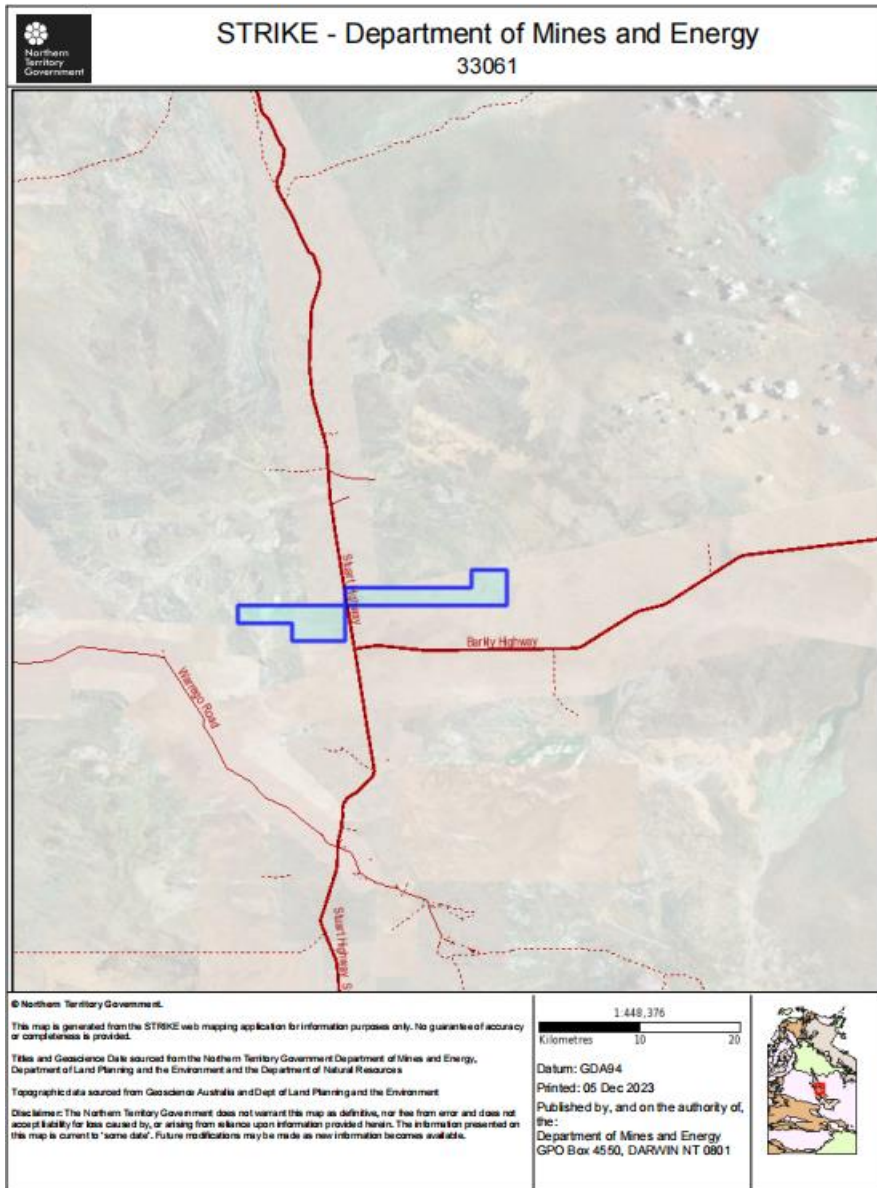 Northern
Territory
Government
STRIKE - Department of Mines and Energy
33061
Stuart Highway
Barkly Highway
Warrego Road
Stuart Highway S
© Northern Territory Government.
This map is generated from the STRIKE web mapping application for information purposes only. No guarantee of accuracy
or completeness is provided.
Titles and Geoscience Date sourced from the Northern Territory Government Department of Mines and Energy,
Department of Land Planning and the Environment and the Department of Natural Resources
Topographic data sourced from Geoscience Australia and Dept of Land Planning and the Environment
Disclaimer: The Northern Territory Government does not warrant this map as definitive, nor free from error and does not
accept liability for loss caused by, or arising from reliance upon information provided herein. The information presented on
this map is current to 'some date'. Future modifications may be made as new information becomes available.
1:448,376
Kilometres 10 20
Datum: GDA94
Printed: 05 Dec 2023
Published by, and on the authority of,
the:
Department of Mines and Energy
GPO Box 4550, DARWIN NT 0801